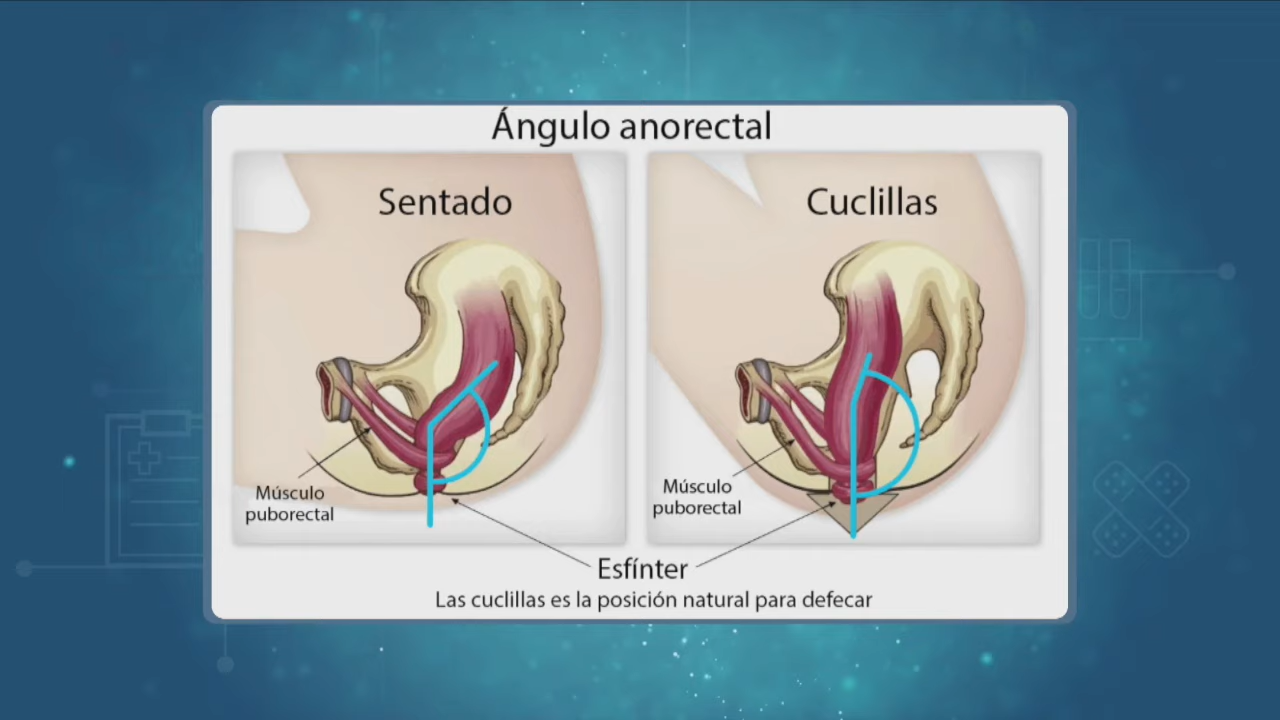 Ángulo anorectal
Sentado
Cuclillas
Músculo
puborectal
Músculo
puborectal
Esfínter
Las cuclillas es la posición natural para defecar